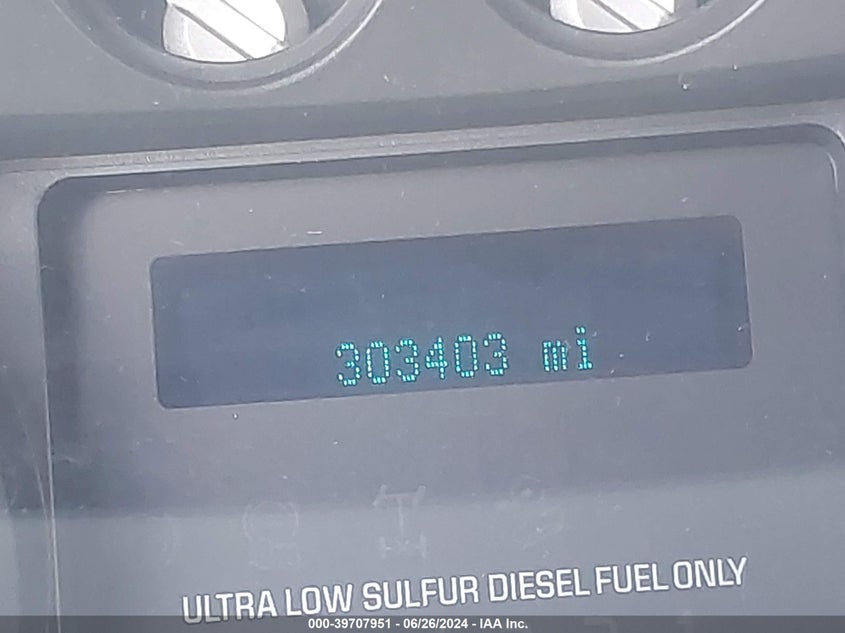 303403 mi
ULTRA LOW SULFUR DIESEL FUEL ONLY
000-39707951 - 06/26/2024 - IAA Inc.